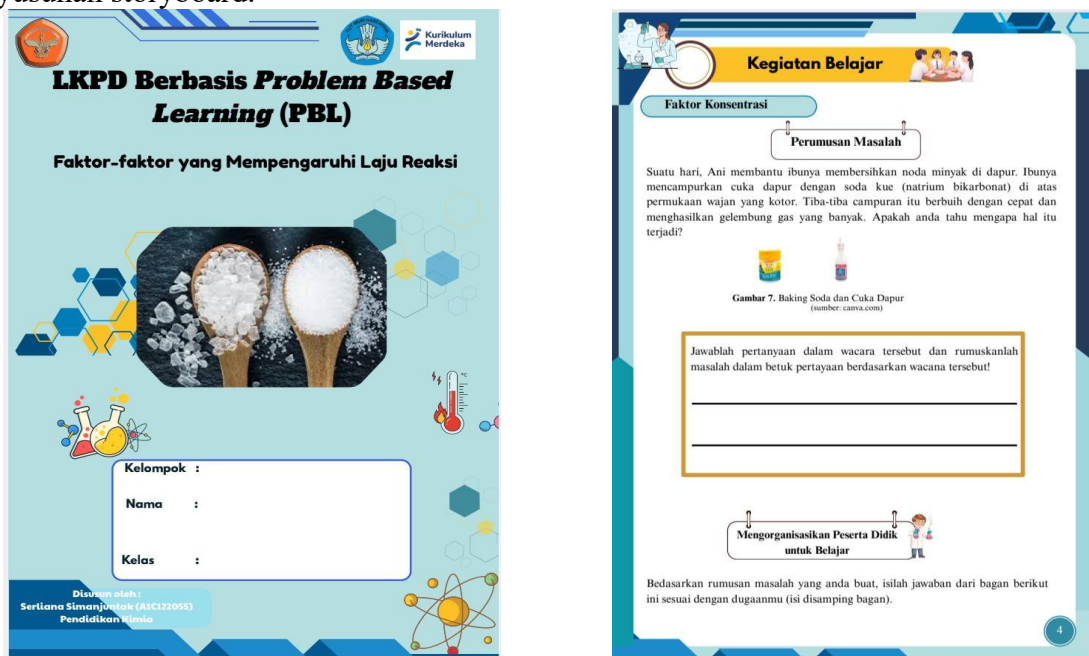 yusunan storyboard.
Kurikulum
Merdeka
LKPD Berbasis Problem Based
Learning (PBL)
Faktor-faktor yang Mempengaruhi Laju Reaksi
°C
Kelompok :
Nama :
Kelas :
Disusun oleh :
Serliana Simanjuntak (A1C122055)
Pendidikan Kimia
Kegiatan Belajar
Faktor Konsentrasi
Perumusan Masalah
Suatu hari, Ani membantu ibunya membersihkan noda minyak di dapur. Ibunya
mencampurkan cuka dapur dengan soda kue (natrium bikarbonat) di atas
permukaan wajan yang kotor. Tiba-tiba campuran itu berbuih dengan cepat dan
menghasilkan gelembung gas yang banyak. Apakah anda tahu mengapa hal itu
terjadi?
Gambar 7. Baking Soda dan Cuka Dapur
(sumber: canva.com)
Jawablah pertanyaan dalam wacara tersebut dan rumuskanlah
masalah dalam betuk pertayaan berdasarkan wacana tersebut!
Mengorganisasikan Peserta Didik
untuk Belajar
Bedasarkan rumusan masalah yang anda buat, isilah jawaban dari bagan berikut
ini sesuai dengan dugaanmu (isi disamping bagan).
4